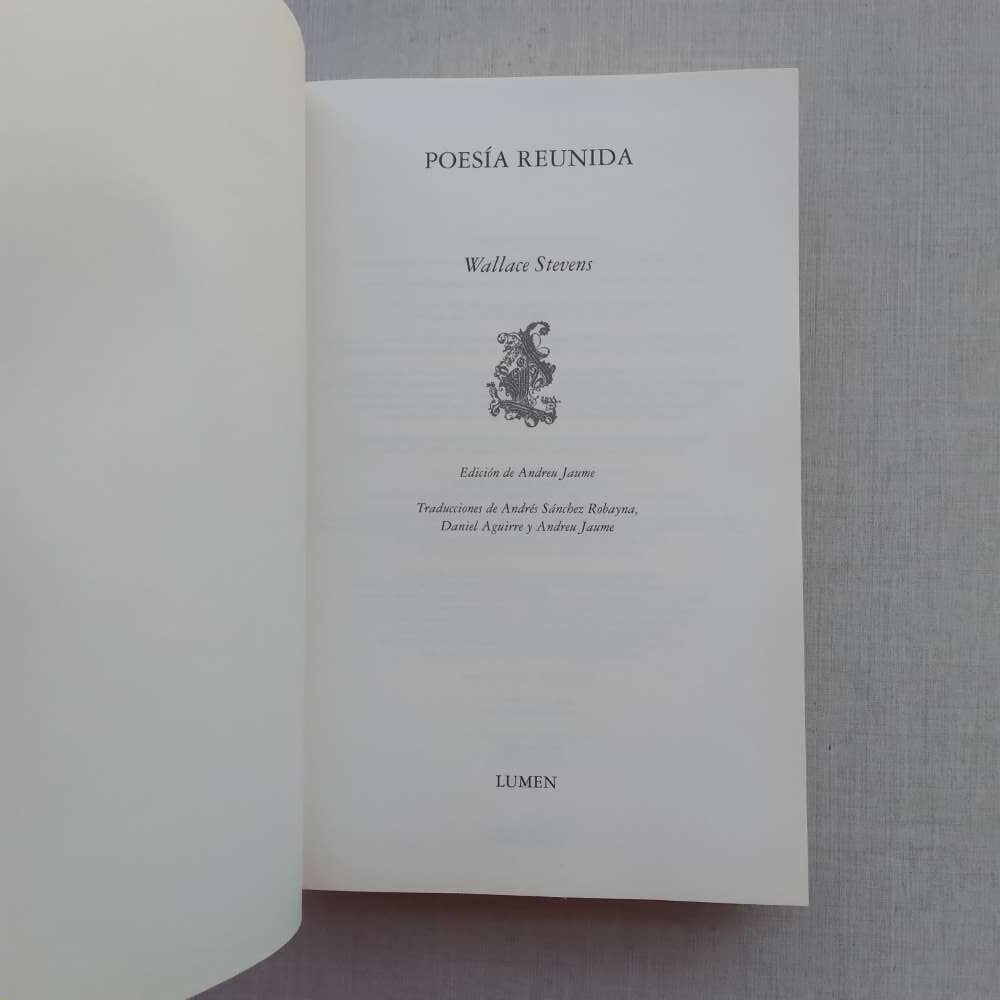 POESÍA REUNIDA
Wallace Stevens
Edición de Andreu Jaume
Traducciones de Andrés Sánchez Robayna,
Daniel Aguirre y Andreu Jaume
LUMEN